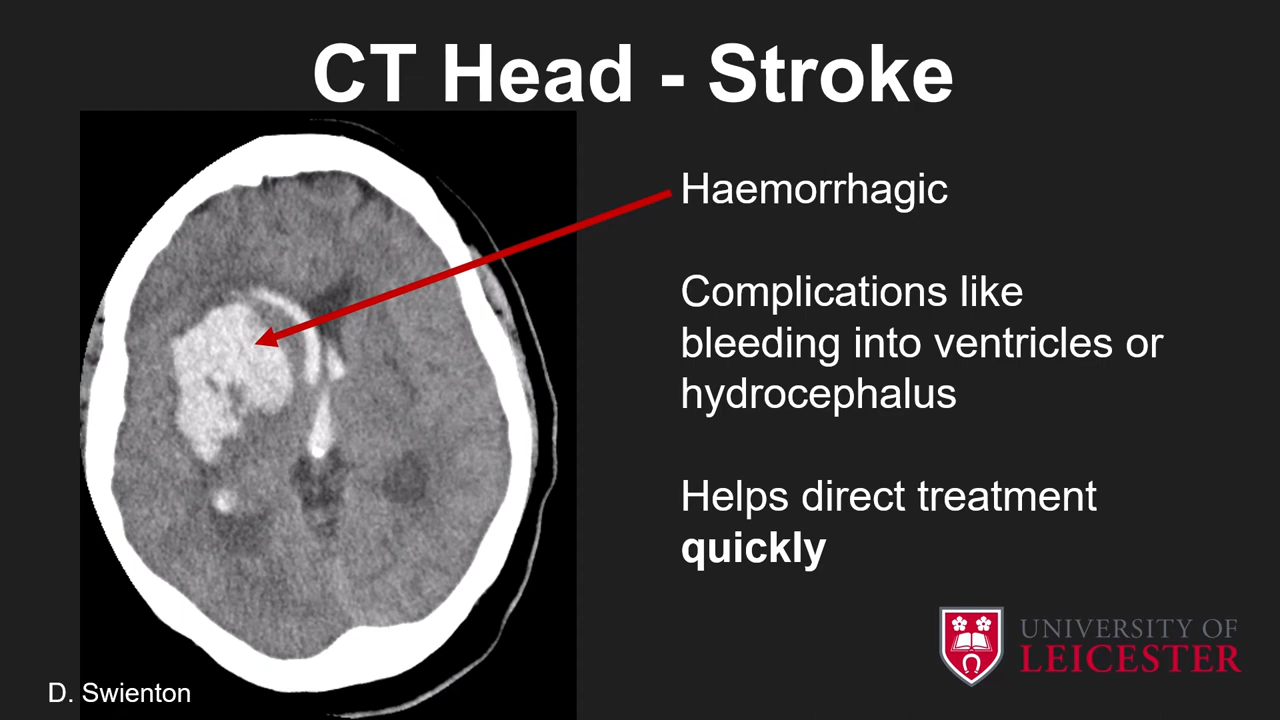 CT Head - Stroke
Haemorrhagic
Complications like
bleeding into ventricles or
hydrocephalus
Helps direct treatment
quickly
UNIVERSITY OF
LEICESTER
D. Swienton